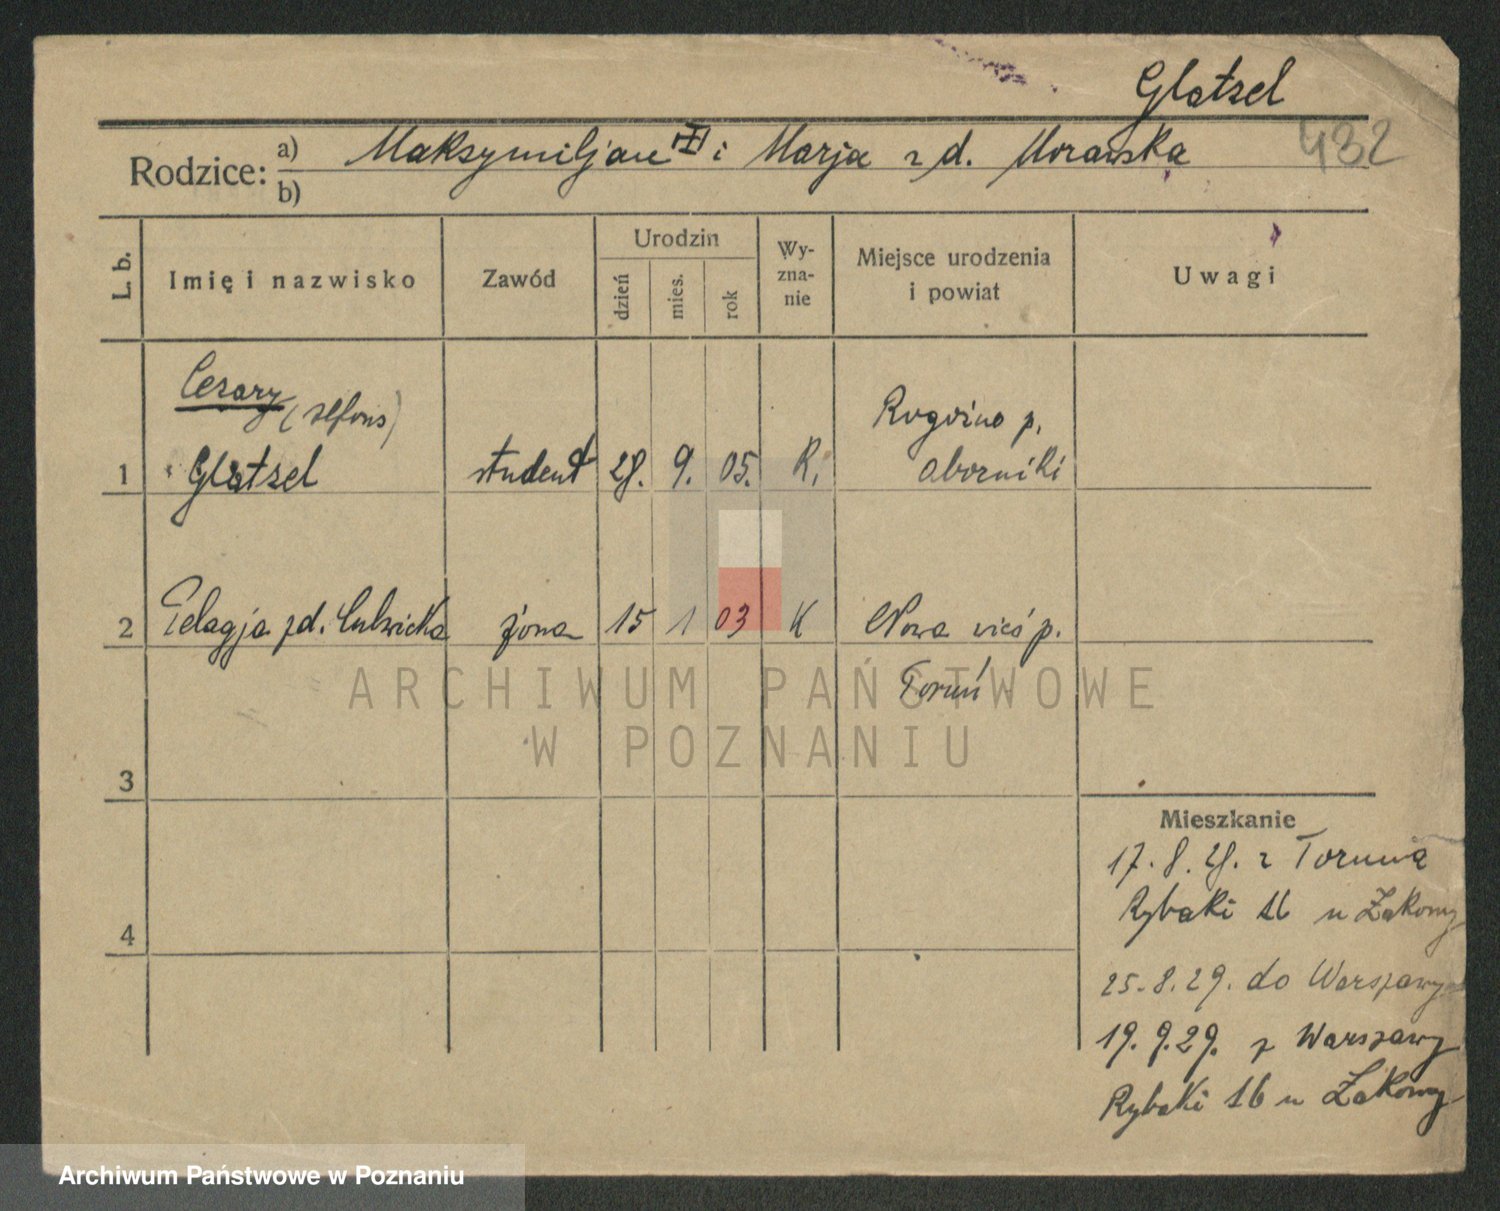 Glatzel
432
Rodzice: a) Maksymiljan i Marja z d. Morawska
b)
L. b.
Imię i nazwisko
Zawód
Urodzin
dzień
mies.
rok
Wy-
zna-
nie
Miejsce urodzenia
i powiat
Uwagi
Cezary (Alfons)
1 Glatzel student 28. 9. 05. K. Rogoźno p.
Oborniki
2 Pelagja zd. żona 15 1 03 K Nowa wieś p.
Toruń
3
4
Mieszkanie
17. 8. 28. z Torunia
Rybaki 16 u Żakowy
25. 8. 29. do Warszawy
19. 9. 29. z Warszawy
Rybaki 16 u Żakowy
ARCHIWUM PAŃSTWOWE
W POZNANIU
Archiwum Państwowe w Poznaniu